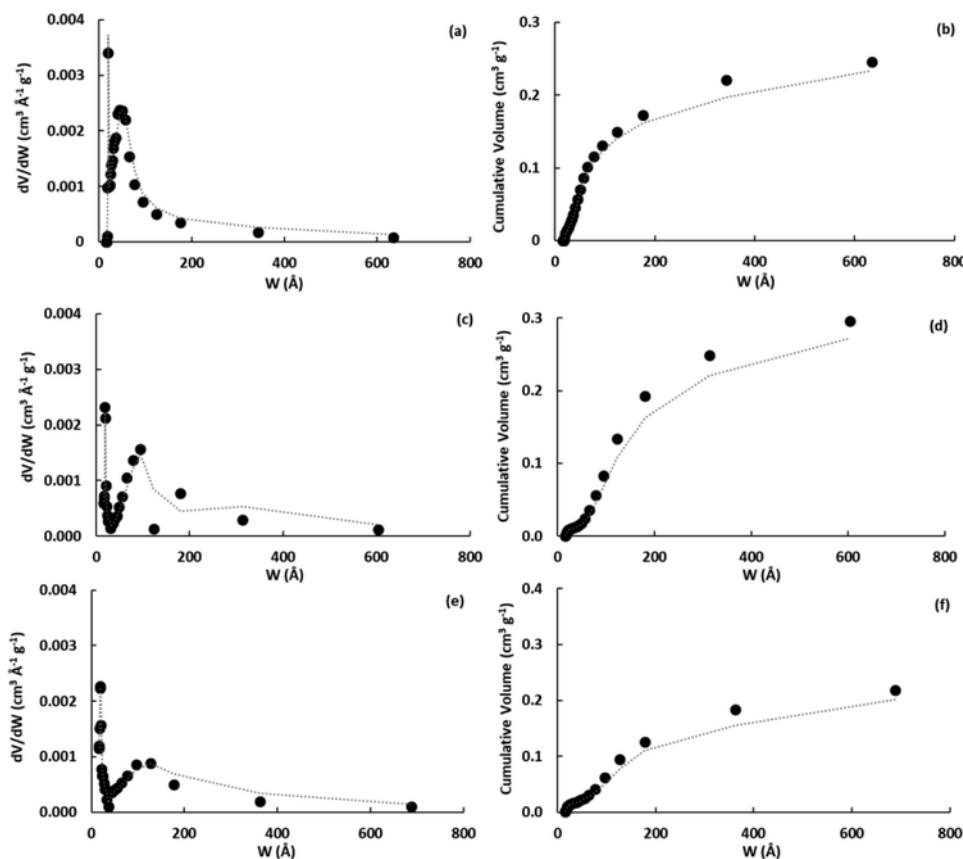 (a)
dV/dW (cm³ Å⁻¹ g⁻¹)
0.004
0.003
0.002
0.001
0
0 200 400 600 800
W (Å)
(b)
Cumulative Volume (cm³ g⁻¹)
0.3
0.2
0.1
0
0 200 400 600 800
W (Å)
(c)
dV/dW (cm³ Å⁻¹ g⁻¹)
0.004
0.003
0.002
0.001
0.000
0 200 400 600 800
W (Å)
(d)
Cumulative Volume (cm³ g⁻¹)
0.3
0.2
0.1
0.0
0 200 400 600 800
W (Å)
(e)
dV/dW (cm³ Å⁻¹ g⁻¹)
0.004
0.003
0.002
0.001
0.000
0 200 400 600 800
W (Å)
(f)
Cumulative Volume (cm³ g⁻¹)
0.4
0.3
0.2
0.1
0.0
0 200 400 600 800
W (Å)